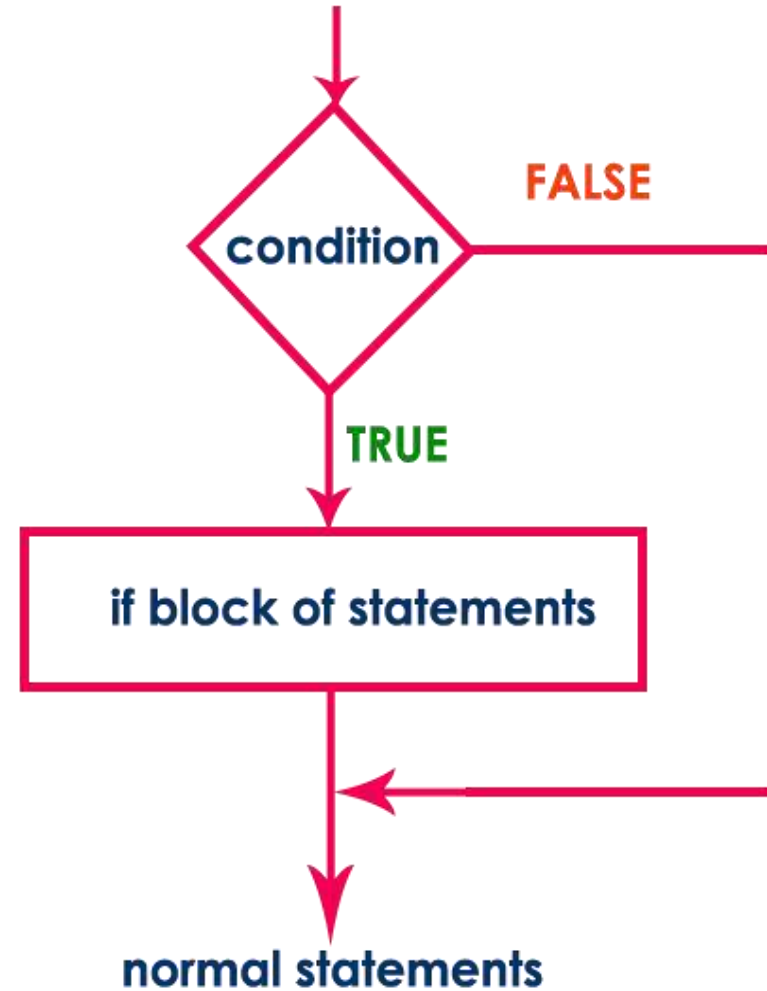 FALSE
condition
TRUE
if block of statements
normal statements